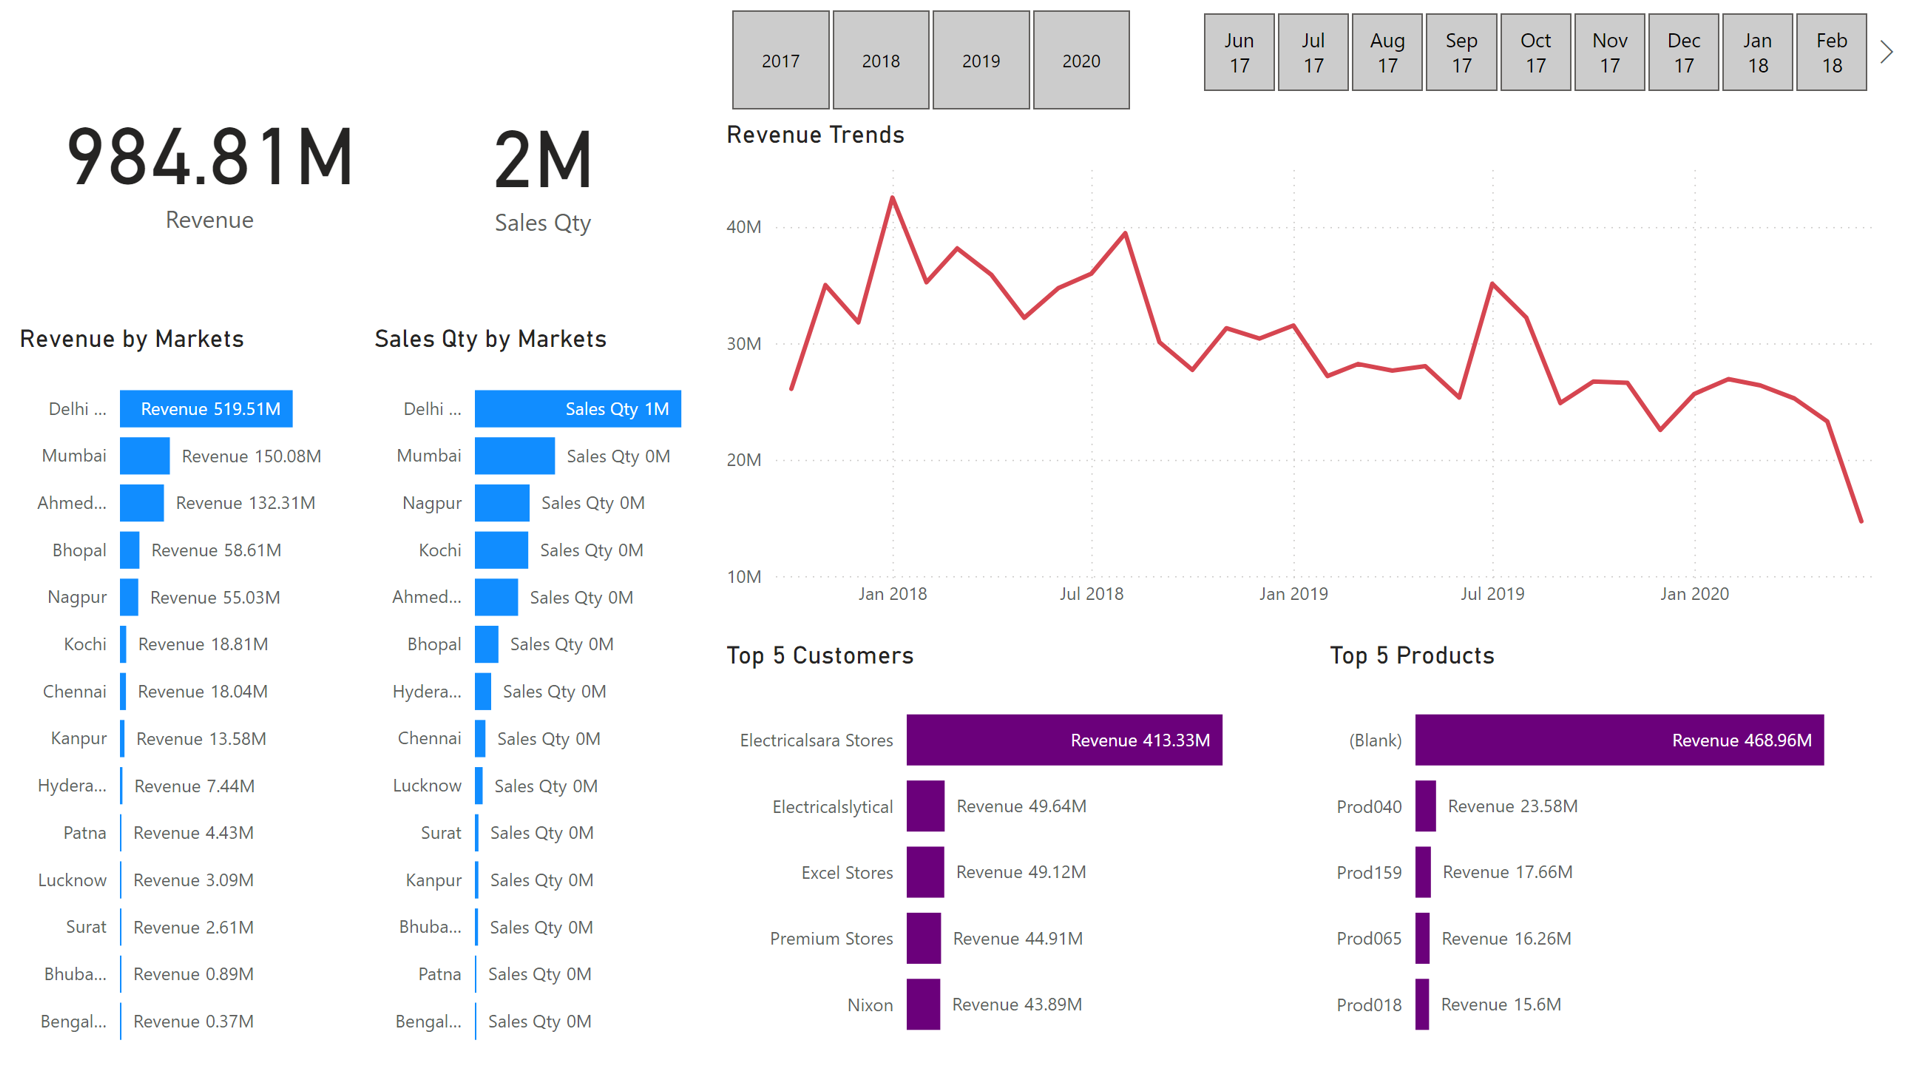 2017
2018
2019
2020
Jun
17
Jul
17
Aug
17
Sep
17
Oct
17
Nov
17
Dec
17
Jan
18
Feb
18
984.81M
Revenue
2M
Sales Qty
Revenue by Markets
Delhi ... Revenue 519.51M
Mumbai Revenue 150.08M
Ahmed... Revenue 132.31M
Bhopal Revenue 58.61M
Nagpur Revenue 55.03M
Kochi Revenue 18.81M
Chennai Revenue 18.04M
Kanpur Revenue 13.58M
Hydera... Revenue 7.44M
Patna Revenue 4.43M
Lucknow Revenue 3.09M
Surat Revenue 2.61M
Bhuba... Revenue 0.89M
Bengal... Revenue 0.37M
Sales Qty by Markets
Delhi ... Sales Qty 1M
Mumbai Sales Qty 0M
Nagpur Sales Qty 0M
Kochi Sales Qty 0M
Ahmed... Sales Qty 0M
Bhopal Sales Qty 0M
Hydera... Sales Qty 0M
Chennai Sales Qty 0M
Lucknow Sales Qty 0M
Surat Sales Qty 0M
Kanpur Sales Qty 0M
Bhuba... Sales Qty 0M
Patna Sales Qty 0M
Bengal... Sales Qty 0M
Revenue Trends
40M
30M
20M
10M
Jan 2018 Jul 2018 Jan 2019 Jul 2019 Jan 2020
Top 5 Customers
Electricalsara Stores Revenue 413.33M
Electricalslytical Revenue 49.64M
Excel Stores Revenue 49.12M
Premium Stores Revenue 44.91M
Nixon Revenue 43.89M
Top 5 Products
(Blank) Revenue 468.96M
Prod040 Revenue 23.58M
Prod159 Revenue 17.66M
Prod065 Revenue 16.26M
Prod018 Revenue 15.6M